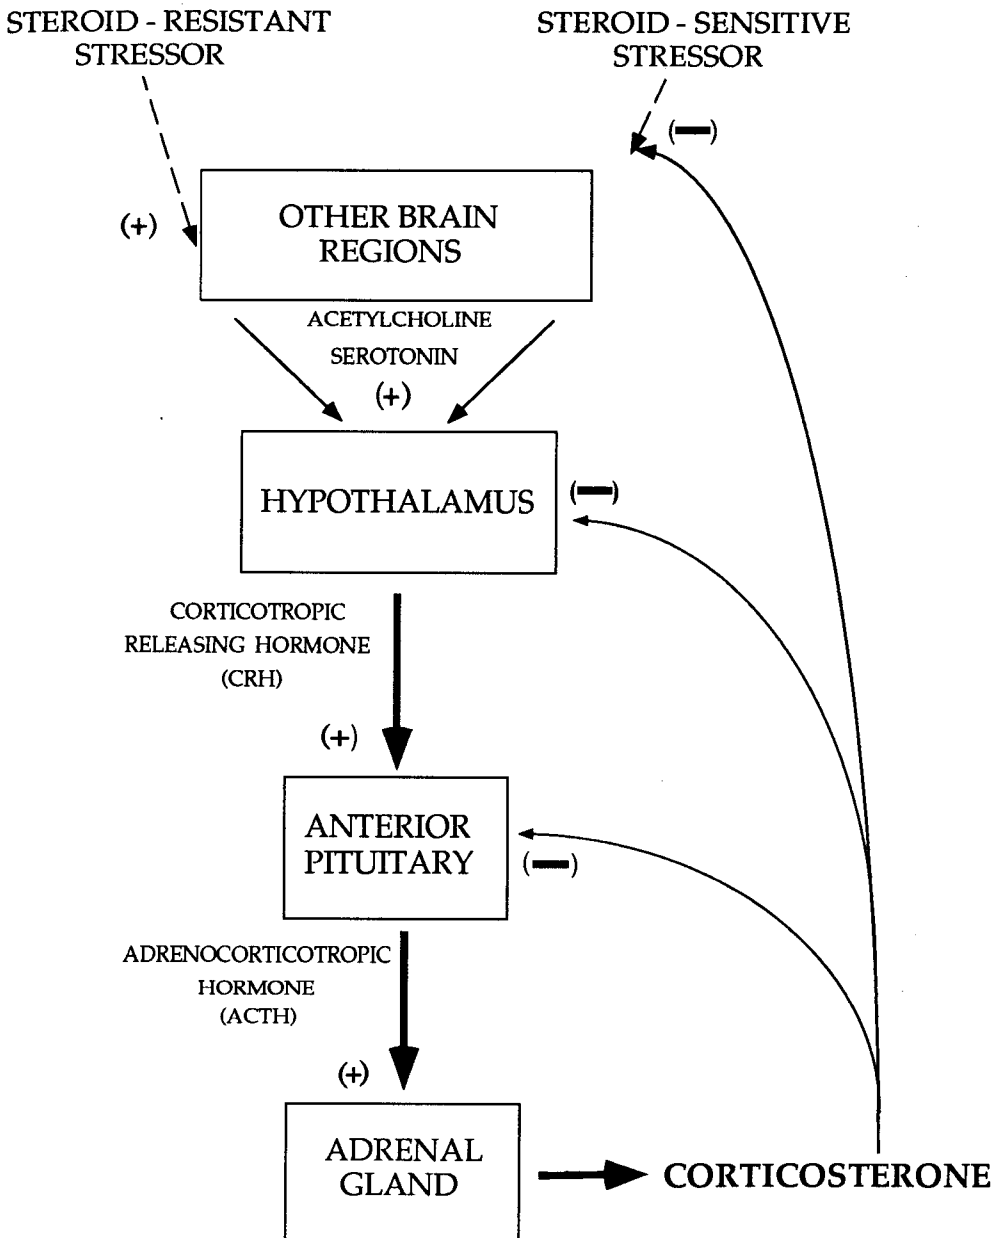 STEROID - RESISTANT
STRESSOR
STEROID - SENSITIVE
STRESSOR
(—)
(+)
OTHER BRAIN
REGIONS
ACETYLCHOLINE
SEROTONIN
(+)
HYPOTHALAMUS
(—)
CORTICOTROPIC
RELEASING HORMONE
(CRH)
(+)
ANTERIOR
PITUITARY
(—)
ADRENOCORTICOTROPIC
HORMONE
(ACTH)
(+)
ADRENAL
GLAND
CORTICOSTERONE